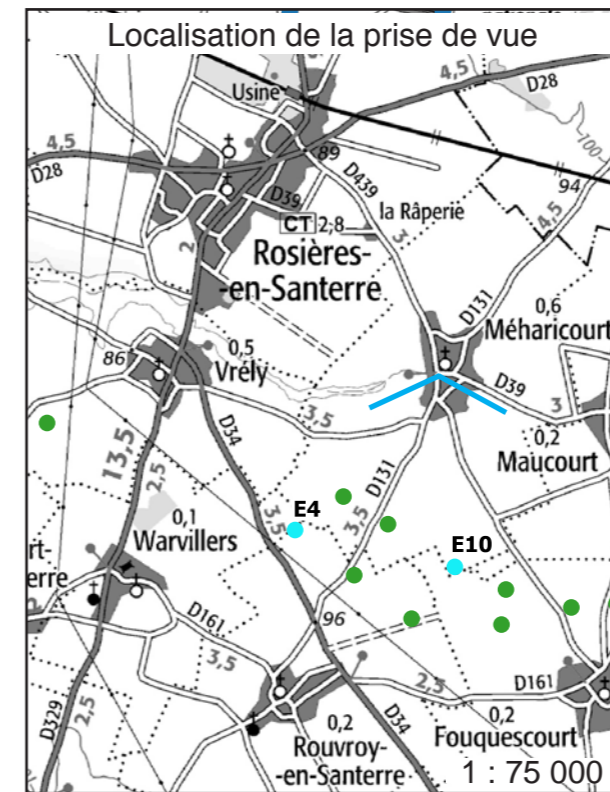 Localisation de la prise de vue
Usine
4,5
D28
4,5
D28
89
D439
94
100
D39
la Râperie
4,5
CT 2,8
3
2
Rosières-
-en-Santerre
D131
0,6
Méharicourt
86
0,5
Vrély
D39
3
3,5
D34
0,2
Maucourt
13,5
2,5
D131
3,5
E4
3,5
0,1
Warvillers
E10
erre
D161
96
3,5
2,5
D161
D329
2,5
0,2
Rouvroy-
-en-Santerre
D34
0,2
Fouquescourt
1 : 75 000